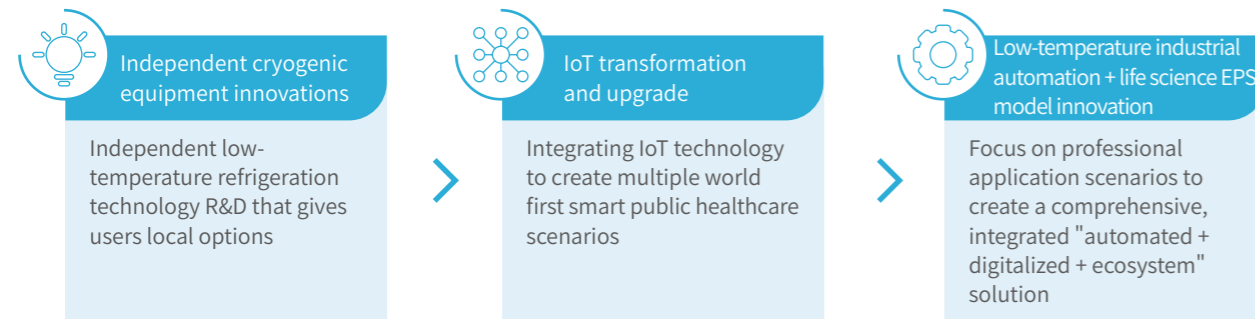 Independent cryogenic
equipment innovations
Independent low-
temperature refrigeration
technology R&D that gives
users local options
IoT transformation
and upgrade
Integrating IoT technology
to create multiple world
first smart public healthcare
scenarios
Low-temperature industrial
automation + life science EPS
model innovation
Focus on professional
application scenarios to
create a comprehensive,
integrated "automated +
digitalized + ecosystem"
solution